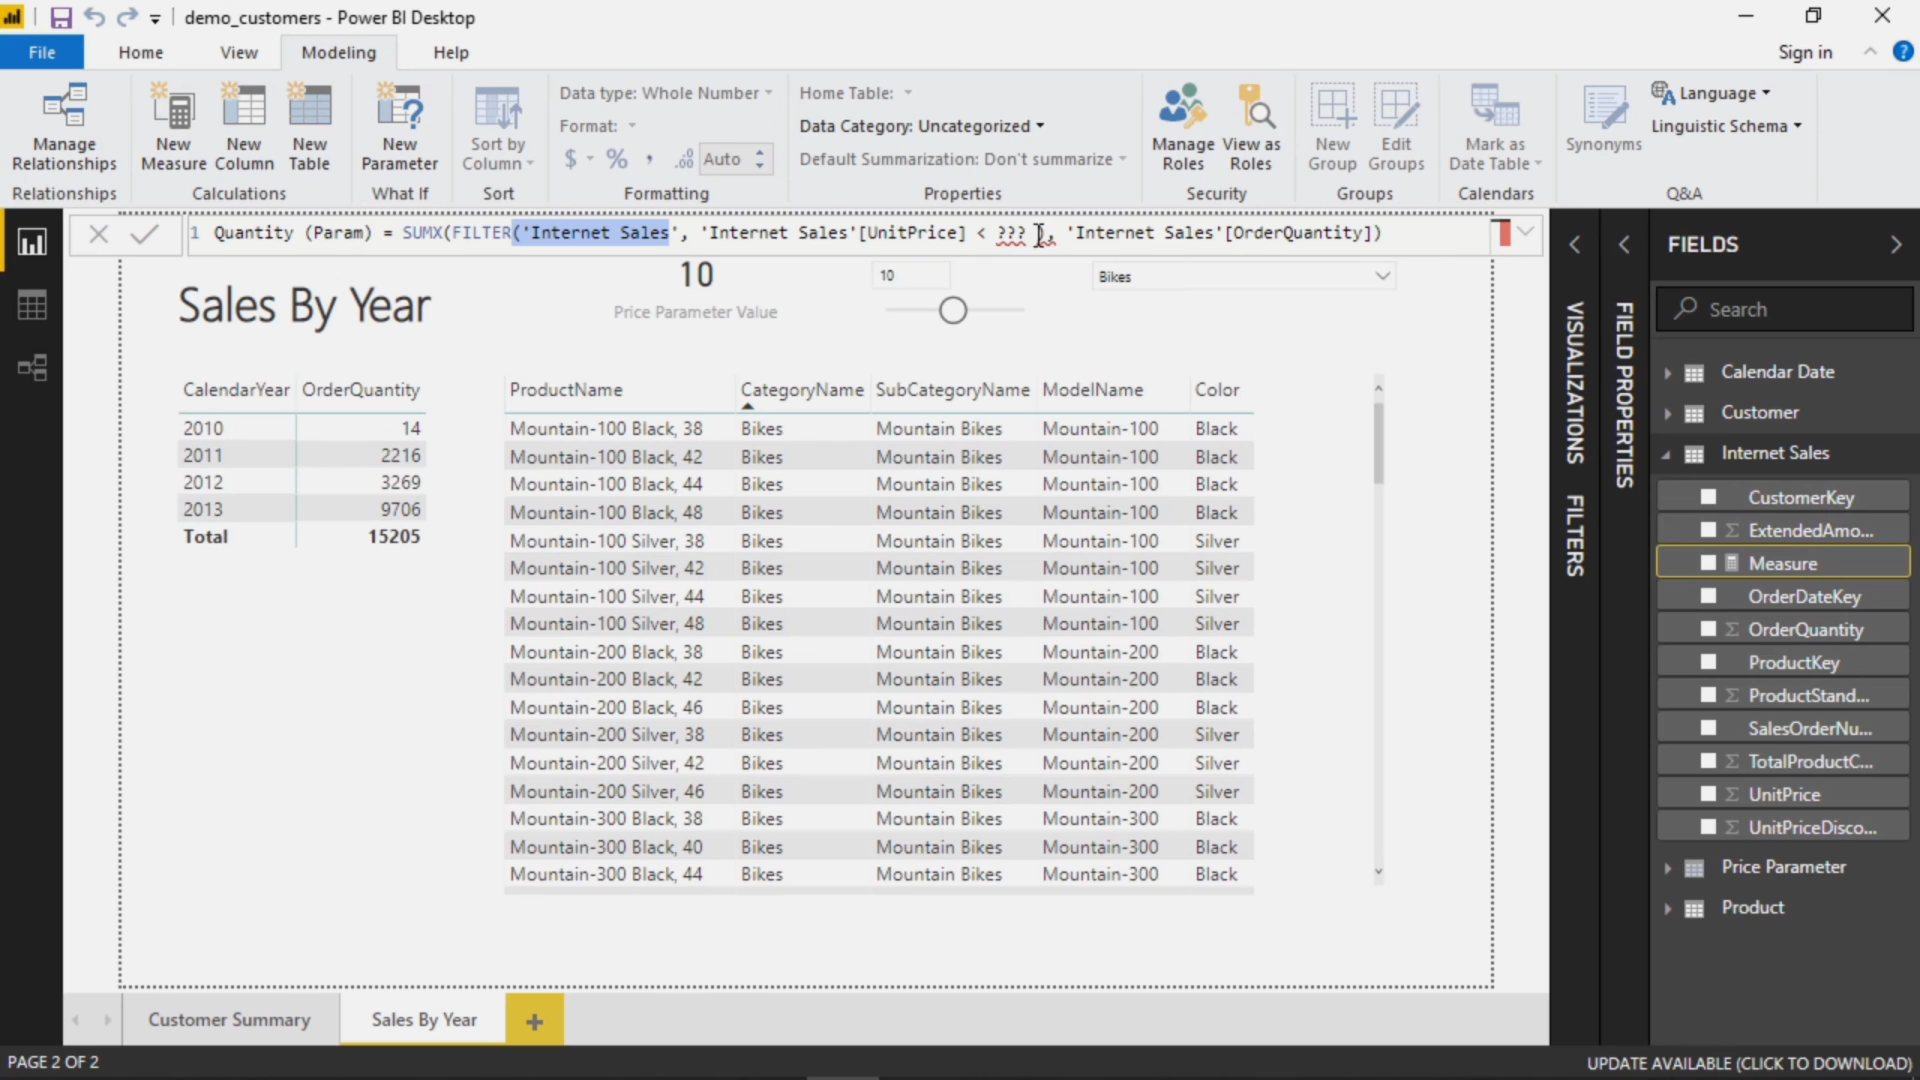 demo_customers - Power BI Desktop
File Home View Modeling Help Sign in
Manage Relationships
Relationships
New Measure
New Column
New Table
Calculations
New Parameter
What If
Sort by Column
Sort
Data type: Whole Number
Format:
$ % , .00 Auto
Formatting
Home Table:
Data Category: Uncategorized
Default Summarization: Don't summarize
Properties
Manage Roles
View as Roles
Security
New Group
Edit Groups
Groups
Mark as Date Table
Calendars
Synonyms
Language
Linguistic Schema
Q&A
1 Quantity (Param) = SUMX(FILTER('Internet Sales', 'Internet Sales'[UnitPrice] < ??? ), 'Internet Sales'[OrderQuantity])
Sales By Year
10
Price Parameter Value
10
Bikes
CalendarYear OrderQuantity
2010 14
2011 2216
2012 3269
2013 9706
Total 15205
ProductName CategoryName SubCategoryName ModelName Color
Mountain-100 Black, 38 Bikes Mountain Bikes Mountain-100 Black
Mountain-100 Black, 42 Bikes Mountain Bikes Mountain-100 Black
Mountain-100 Black, 44 Bikes Mountain Bikes Mountain-100 Black
Mountain-100 Black, 48 Bikes Mountain Bikes Mountain-100 Black
Mountain-100 Silver, 38 Bikes Mountain Bikes Mountain-100 Silver
Mountain-100 Silver, 42 Bikes Mountain Bikes Mountain-100 Silver
Mountain-100 Silver, 44 Bikes Mountain Bikes Mountain-100 Silver
Mountain-100 Silver, 48 Bikes Mountain Bikes Mountain-100 Silver
Mountain-200 Black, 38 Bikes Mountain Bikes Mountain-200 Black
Mountain-200 Black, 42 Bikes Mountain Bikes Mountain-200 Black
Mountain-200 Black, 46 Bikes Mountain Bikes Mountain-200 Black
Mountain-200 Silver, 38 Bikes Mountain Bikes Mountain-200 Silver
Mountain-200 Silver, 42 Bikes Mountain Bikes Mountain-200 Silver
Mountain-200 Silver, 46 Bikes Mountain Bikes Mountain-200 Silver
Mountain-300 Black, 38 Bikes Mountain Bikes Mountain-300 Black
Mountain-300 Black, 40 Bikes Mountain Bikes Mountain-300 Black
Mountain-300 Black, 44 Bikes Mountain Bikes Mountain-300 Black
VISUALIZATIONS
FILTERS
FIELD PROPERTIES
FIELDS
Search
Calendar Date
Customer
Internet Sales
CustomerKey
Σ ExtendedAmo...
Measure
OrderDateKey
Σ OrderQuantity
ProductKey
Σ ProductStand...
SalesOrderNu...
Σ TotalProductC...
Σ UnitPrice
Σ UnitPriceDisco...
Price Parameter
Product
Customer Summary Sales By Year +
PAGE 2 OF 2
UPDATE AVAILABLE (CLICK TO DOWNLOAD)